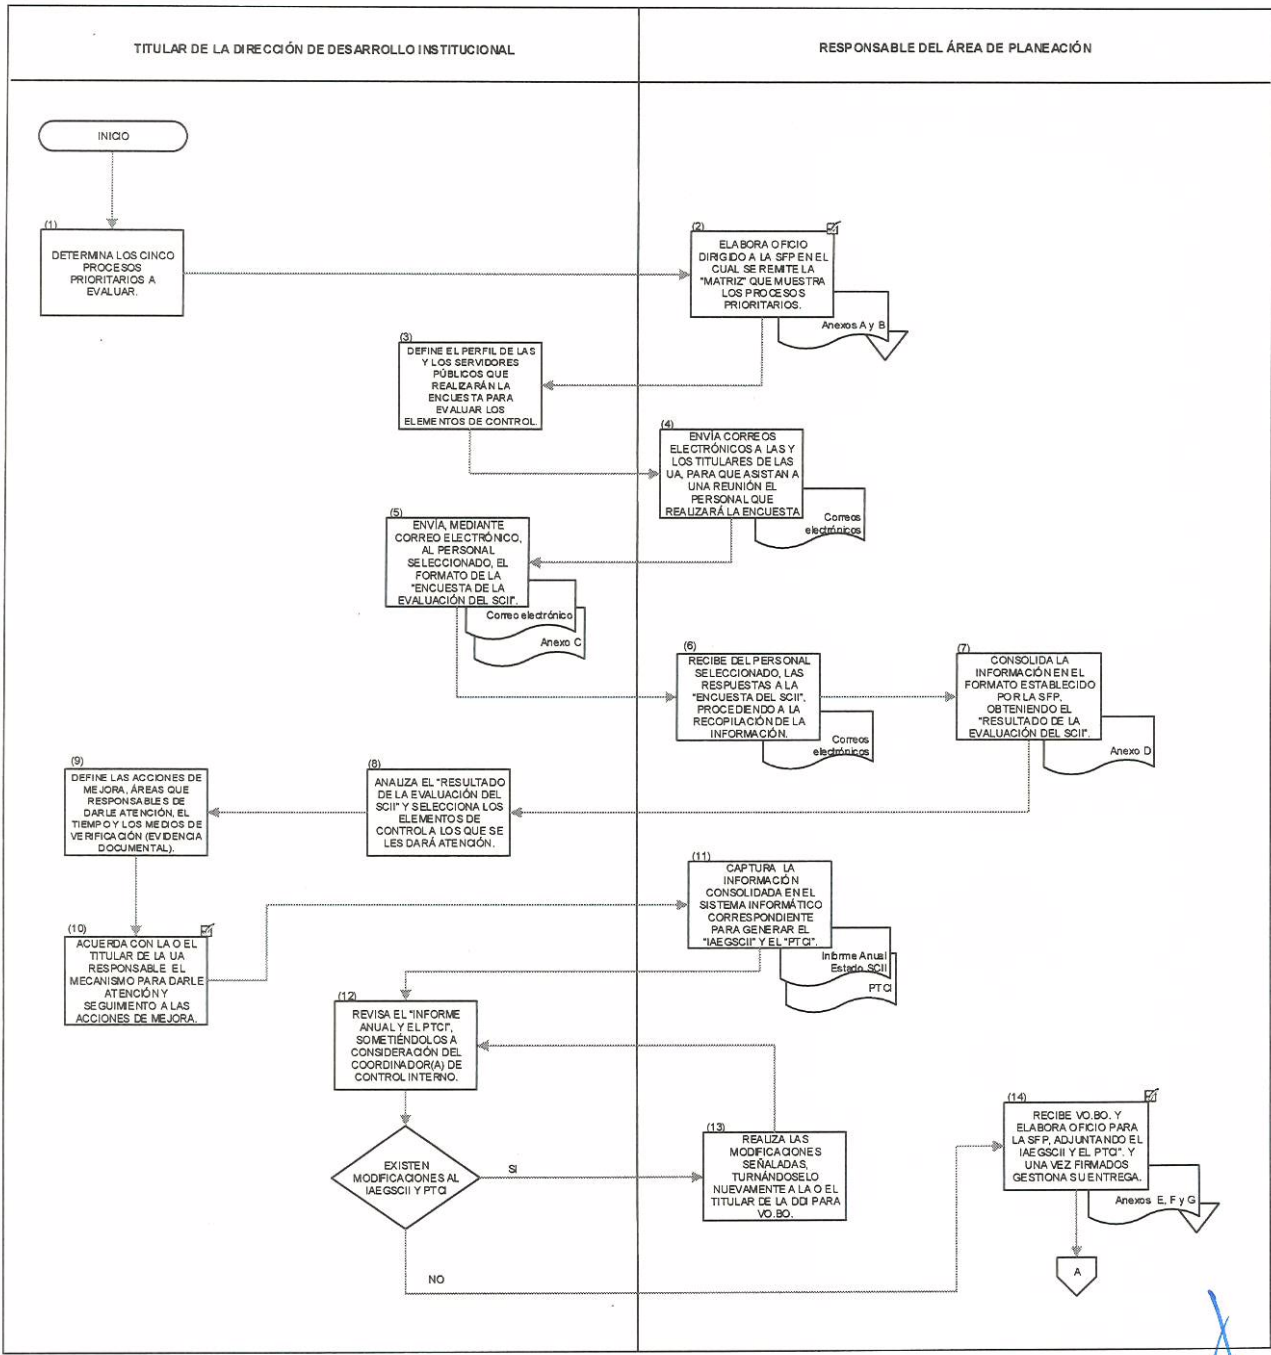 TITULAR DE LA DIRECCIÓN DE DESARROLLO INSTITUCIONAL
RESPONSABLE DEL ÁREA DE PLANEACIÓN
INICIO
(1)
DETERMINA LOS CINCO
PROCESOS
PRIORITARIOS A
EVALUAR.
(2)
ELABORA OFICIO
DIRIGIDO A LA SFP EN EL
CUAL SE REMITE LA
"MATRIZ" QUE MUESTRA
LOS PROCESOS
PRIORITARIOS.
Anexos A y B
(3)
DEFINE EL PERFIL DE LAS
Y LOS SERVIDORES
PÚBLICOS QUE
REALIZARÁN LA
ENCUESTA PARA
EVALUAR LOS
ELEMENTOS DE CONTROL.
(4)
ENVÍA CORREOS
ELECTRÓNICOS A LAS Y
LOS TITULARES DE LAS
UA, PARA QUE ASISTAN A
UNA REUNIÓN EL
PERSONAL QUE
REALIZARÁ LA ENCUESTA
Correos
electrónicos
(5)
ENVÍA, MEDIANTE
CORREO ELECTRÓNICO,
AL PERSONAL
SELECCIONADO, EL
FORMATO DE LA
"ENCUESTA DE LA
EVALUACIÓN DEL SCII".
Correo electrónico
Anexo C
(6)
RECIBE DEL PERSONAL
SELECCIONADO, LAS
RESPUESTAS A LA
"ENCUESTA DEL SCII",
PROCEDIENDO A LA
RECOPILACIÓN DE LA
INFORMACIÓN.
Correos
electrónicos
(7)
CONSOLIDA LA
INFORMACIÓN EN EL
FORMATO ESTABLECIDO
POR LA SFP,
OBTENIENDO EL
"RESULTADO DE LA
EVALUACIÓN DEL SCII".
Anexo D
(8)
ANALIZA EL "RESULTADO
DE LA EVALUACIÓN DEL
SCII" Y SELECCIONA LOS
ELEMENTOS DE
CONTROL A LOS QUE SE
LES DARÁ ATENCIÓN.
(9)
DEFINE LAS ACCIONES DE
MEJORA, ÁREAS QUE
RESPONSABLES DE
DARLE ATENCIÓN, EL
TIEMPO Y LOS MEDIOS DE
VERIFICACIÓN (EVIDENCIA
DOCUMENTAL).
(10)
ACUERDA CON LA O EL
TITULAR DE LA UA
RESPONSABLE EL
MECANISMO PARA DARLE
ATENCIÓN Y
SEGUIMIENTO A LAS
ACCIONES DE MEJORA.
(11)
CAPTURA LA
INFORMACIÓN
CONSOLIDADA EN EL
SISTEMA INFORMÁTICO
CORRESPONDIENTE
PARA GENERAR EL
"IAEGSCII" Y EL "PTCI".
Informe Anual
Estado SCII
PTCI
(12)
REVISA EL "INFORME
ANUAL Y EL PTCI",
SOMETIÉNDOLOS A
CONSIDERACIÓN DEL
COORDINADOR(A) DE
CONTROL INTERNO.
EXISTEN
MODIFICACIONES AL
IAEGSCII Y PTCI
SI
NO
(13)
REALIZA LAS
MODIFICACIONES
SEÑALADAS,
TURNÁNDOSELO
NUEVAMENTE A LA O EL
TITULAR DE LA DDI PARA
VO.BO.
(14)
RECIBE VO.BO. Y
ELABORA OFICIO PARA
LA SFP, ADJUNTANDO EL
IAEGSCII Y EL PTCI". Y
UNA VEZ FIRMADOS
GESTIONA SU ENTREGA.
Anexos E, F y G
A